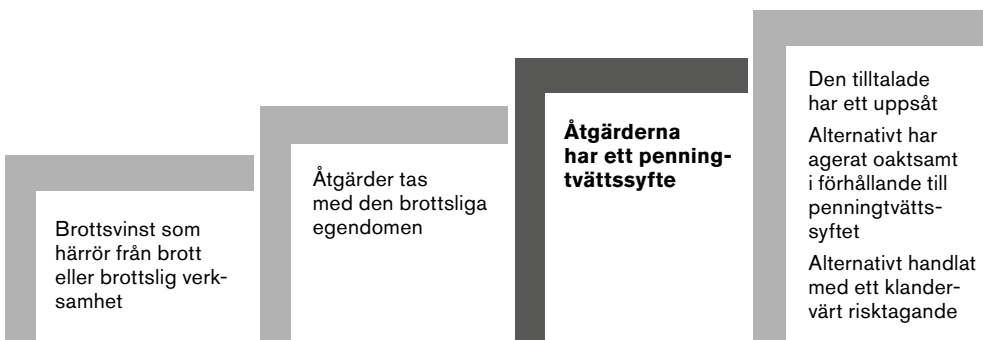 Brottsvinst som
härrör från brott
eller brottslig verk-
samhet
Åtgärder tas
med den brottsliga
egendomen
Åtgärderna
har ett penning-
tvättssyfte
Den tilltalade
har ett uppsåt
Alternativt har
agerat oaktsamt
i förhållande till
penningtvätts-
syftet
Alternativt handlat
med ett klander-
värt risktagande